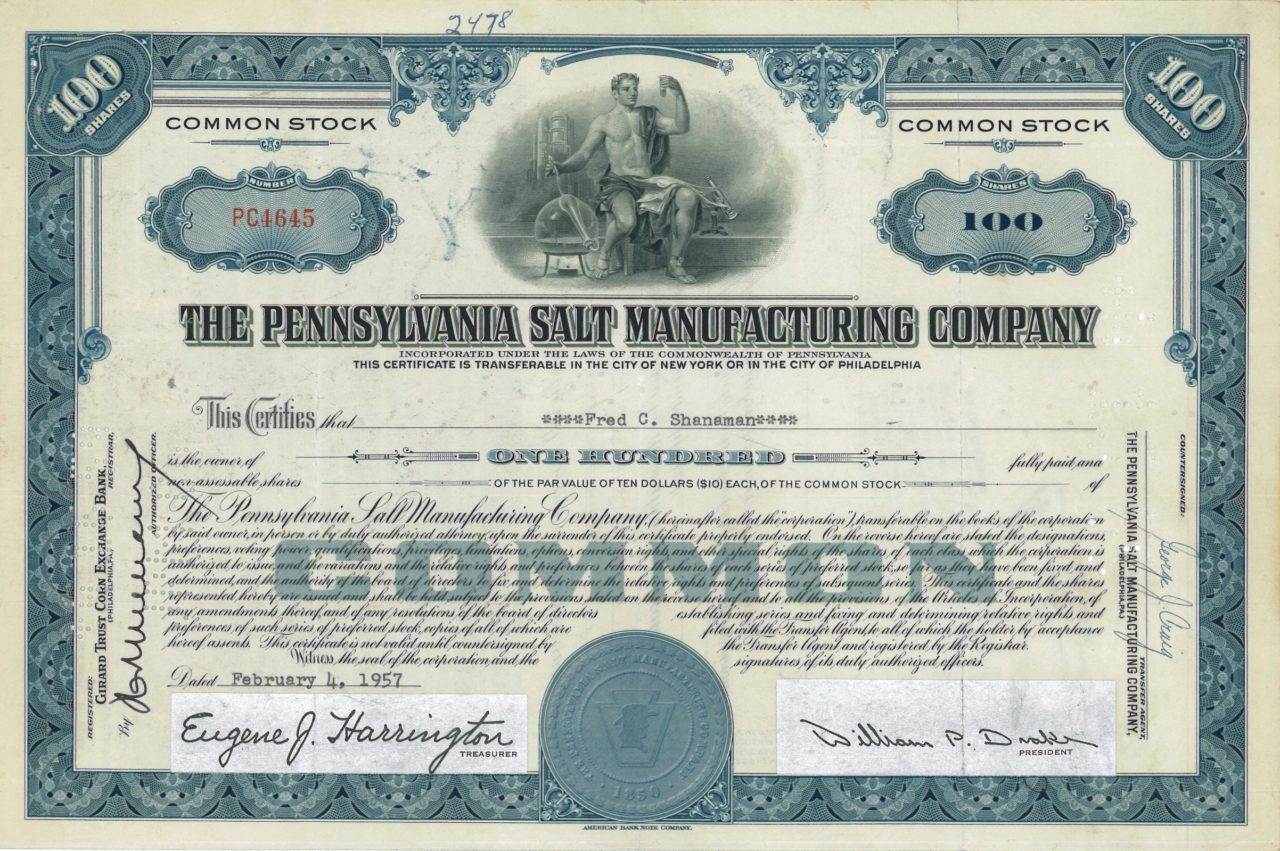 2478
100 SHARES
100 SHARES
COMMON STOCK
COMMON STOCK
NUMBER
PC4645
SHARES
100
THE PENNSYLVANIA SALT MANUFACTURING COMPANY
INCORPORATED UNDER THE LAWS OF THE COMMONWEALTH OF PENNSYLVANIA
THIS CERTIFICATE IS TRANSFERABLE IN THE CITY OF NEW YORK OR IN THE CITY OF PHILADELPHIA
This Certifies that ****Fred C. Shanaman****
is the owner of ONE HUNDRED fully paid and
non-assessable shares OF THE PAR VALUE OF TEN DOLLARS ($10) EACH, OF THE COMMON STOCK of
The Pennsylvania Salt Manufacturing Company, (hereinafter called the "corporation"), transferable on the books of the corporation
by said owner, in person or by duly authorized attorney, upon the surrender of this certificate properly endorsed. On the reverse hereof are stated the designations,
preferences, voting power, qualifications, privileges, limitations, options, conversion rights, and other special rights of the shares of each class which the corporation is
authorized to issue, the variations and the relative rights and preferences between the shares of each series of preferred stock, so far as they have been fixed and
determined, and the authority of the board of directors to fix and determine the relative rights and preferences of subsequent series. This certificate and the shares
represented hereby are issued and shall be held subject to the provisions stated on the reverse hereof and to all the provisions of the Articles of Incorporation, of
any amendments thereof, and of any resolutions of the board of directors establishing series and fixing and determining relative rights and
preferences of such series of preferred stock, copies of all of which are filed with the Transfer Agent, to all of which the holder by acceptance
hereof assents. This certificate is not valid until countersigned by the Transfer Agent and registered by the Registrar.
Witness, the seal of the corporation and the signatures of its duly authorized officers.
COMMON
Dated February 4, 1957
Eugene J. Harrington
TREASURER
William P. Drake
PRESIDENT
1850
REGISTERED:
GIRARD TRUST CORN EXCHANGE BANK,
(PHILADELPHIA, PA.) REGISTRAR,
By
AUTHORIZED OFFICER.
COUNTERSIGNED:
THE PENNSYLVANIA SALT MANUFACTURING COMPANY,
(PHILADELPHIA, PA.) TRANSFER AGENT,
George J. Craig
AMERICAN BANK NOTE COMPANY.